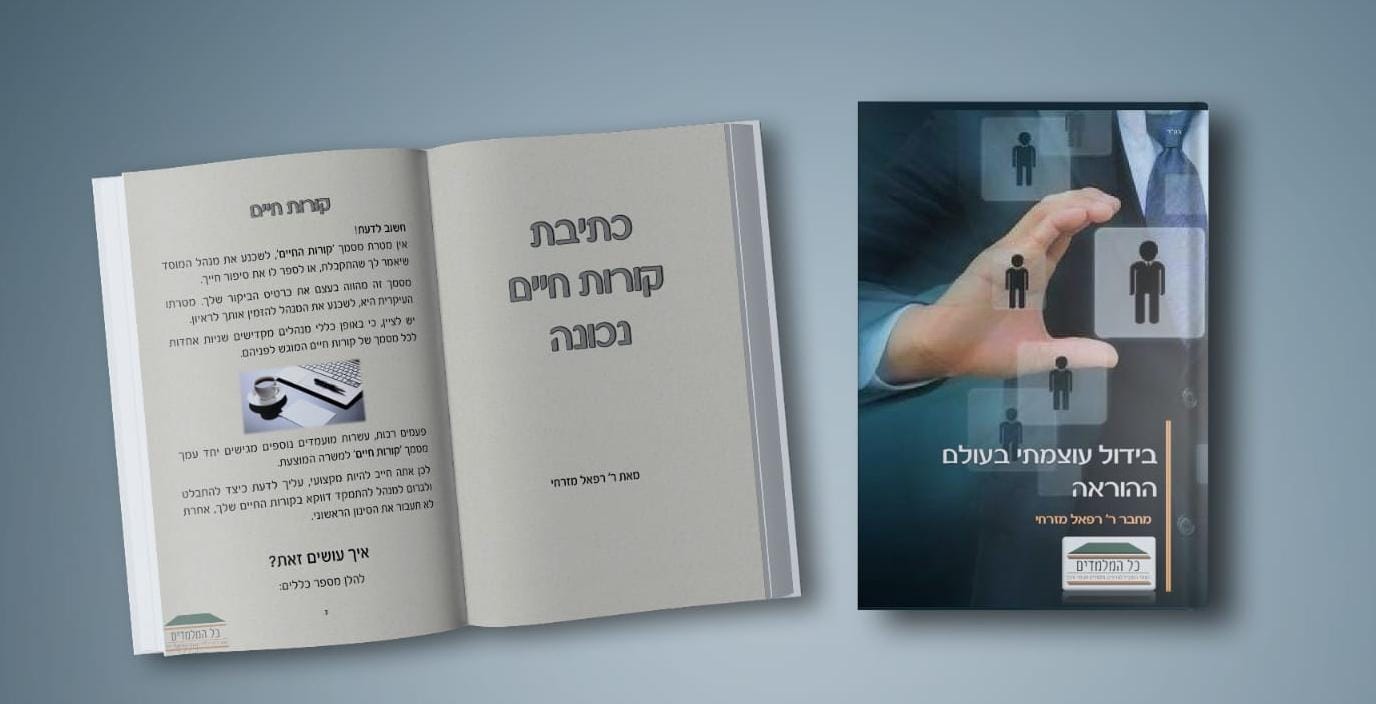 כתיבת
קורות חיים
נכונה
מאת ר' רפאל מזרחי
קורות חיים
חשוב לדעת!
אין מטרת מסמך 'קורות החיים', לשכנע את מנהל המוסד
שיאמר לך שהתקבלת, או לספר לו את סיפור חייך.
מסמך זה מהווה בעצם את כרטיס הביקור שלך. מטרתו
העיקרית היא, לשכנע את המנהל להזמין אותך לראיון.
יש לציין, כי באופן כללי מנהלים מקדישים שניות אחדות
לכל מסמך של קורות חיים המוגש לפניהם.
פעמים רבות, עשרות מועמדים נוספים מגישים יחד עמך
מסמך 'קורות חיים' למשרה המוצעת.
לכן אתה חייב להיות מקצועי, עליך לדעת כיצד להתבלט
ולגרום למנהל להתמקד דווקא בקורות החיים שלך, אחרת
לא תעבור את הסינון הראשוני.
איך עושים זאת?
להלן מספר כללים:
כל המלמדים
בס"ד
בידול עוצמתי בעולם
ההוראה
מחבר ר' רפאל מזרחי
כל המלמדים